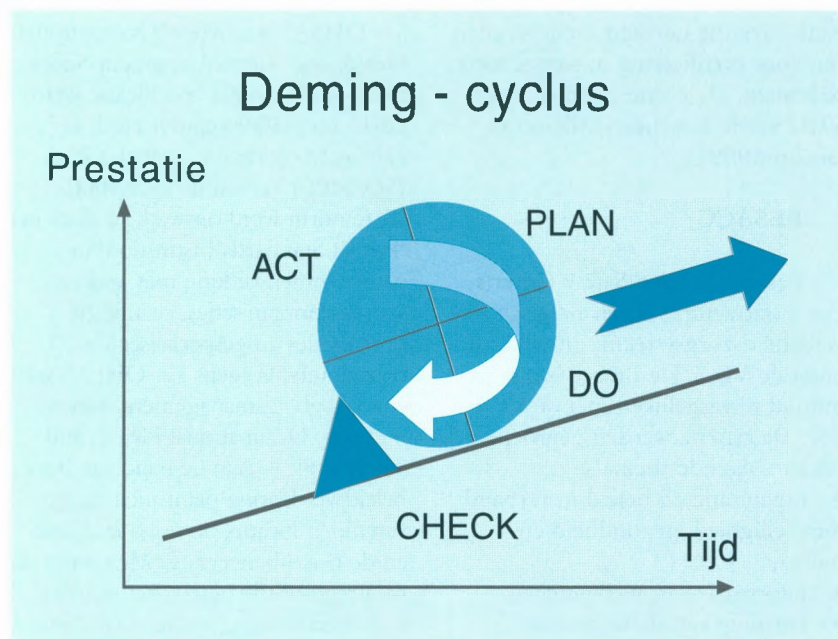 Deming - cyclus
Prestatie
PLAN
ACT
DO
CHECK
Tijd